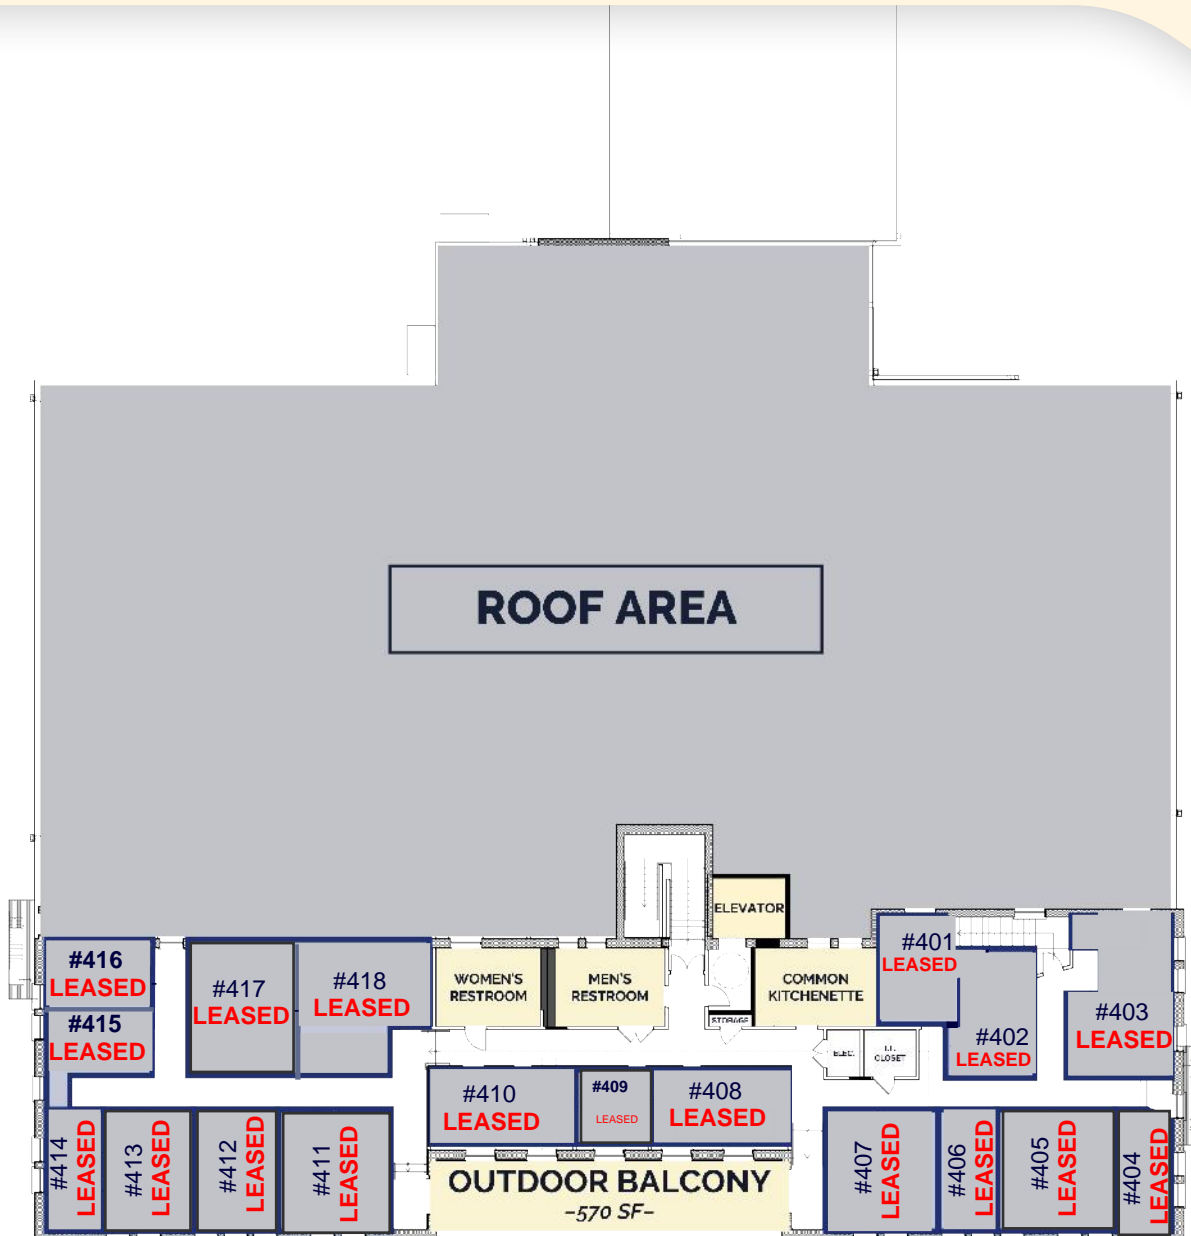 ROOF AREA
ELEVATOR
#416
LEASED
#417
LEASED
#418
LEASED
WOMEN'S
RESTROOM
MEN'S
RESTROOM
STORAGE
COMMON
KITCHENETTE
#401
LEASED
#402
LEASED
#403
LEASED
#415
LEASED
ELEC.
I.T.
CLOSET
#410
LEASED
#409
LEASED
#408
LEASED
#414
LEASED
#413
LEASED
#412
LEASED
#411
LEASED
OUTDOOR BALCONY
–570 SF–
#407
LEASED
#406
LEASED
#405
LEASED
#404
LEASED